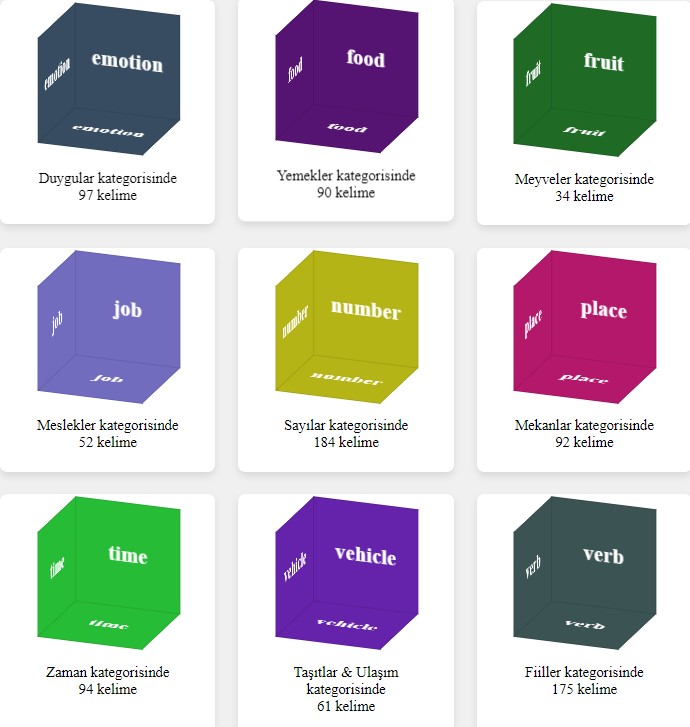 emotion
emotion
emotion
Duygular kategorisinde
97 kelime
food
food
food
Yemekler kategorisinde
90 kelime
fruit
fruit
fruit
Meyveler kategorisinde
34 kelime
job
job
job
Meslekler kategorisinde
52 kelime
number
number
number
Sayılar kategorisinde
184 kelime
place
place
place
Mekanlar kategorisinde
92 kelime
time
time
time
Zaman kategorisinde
94 kelime
vehicle
vehicle
vehicle
Taşıtlar & Ulaşım
kategorisinde
61 kelime
verb
verb
verb
Fiiller kategorisinde
175 kelime